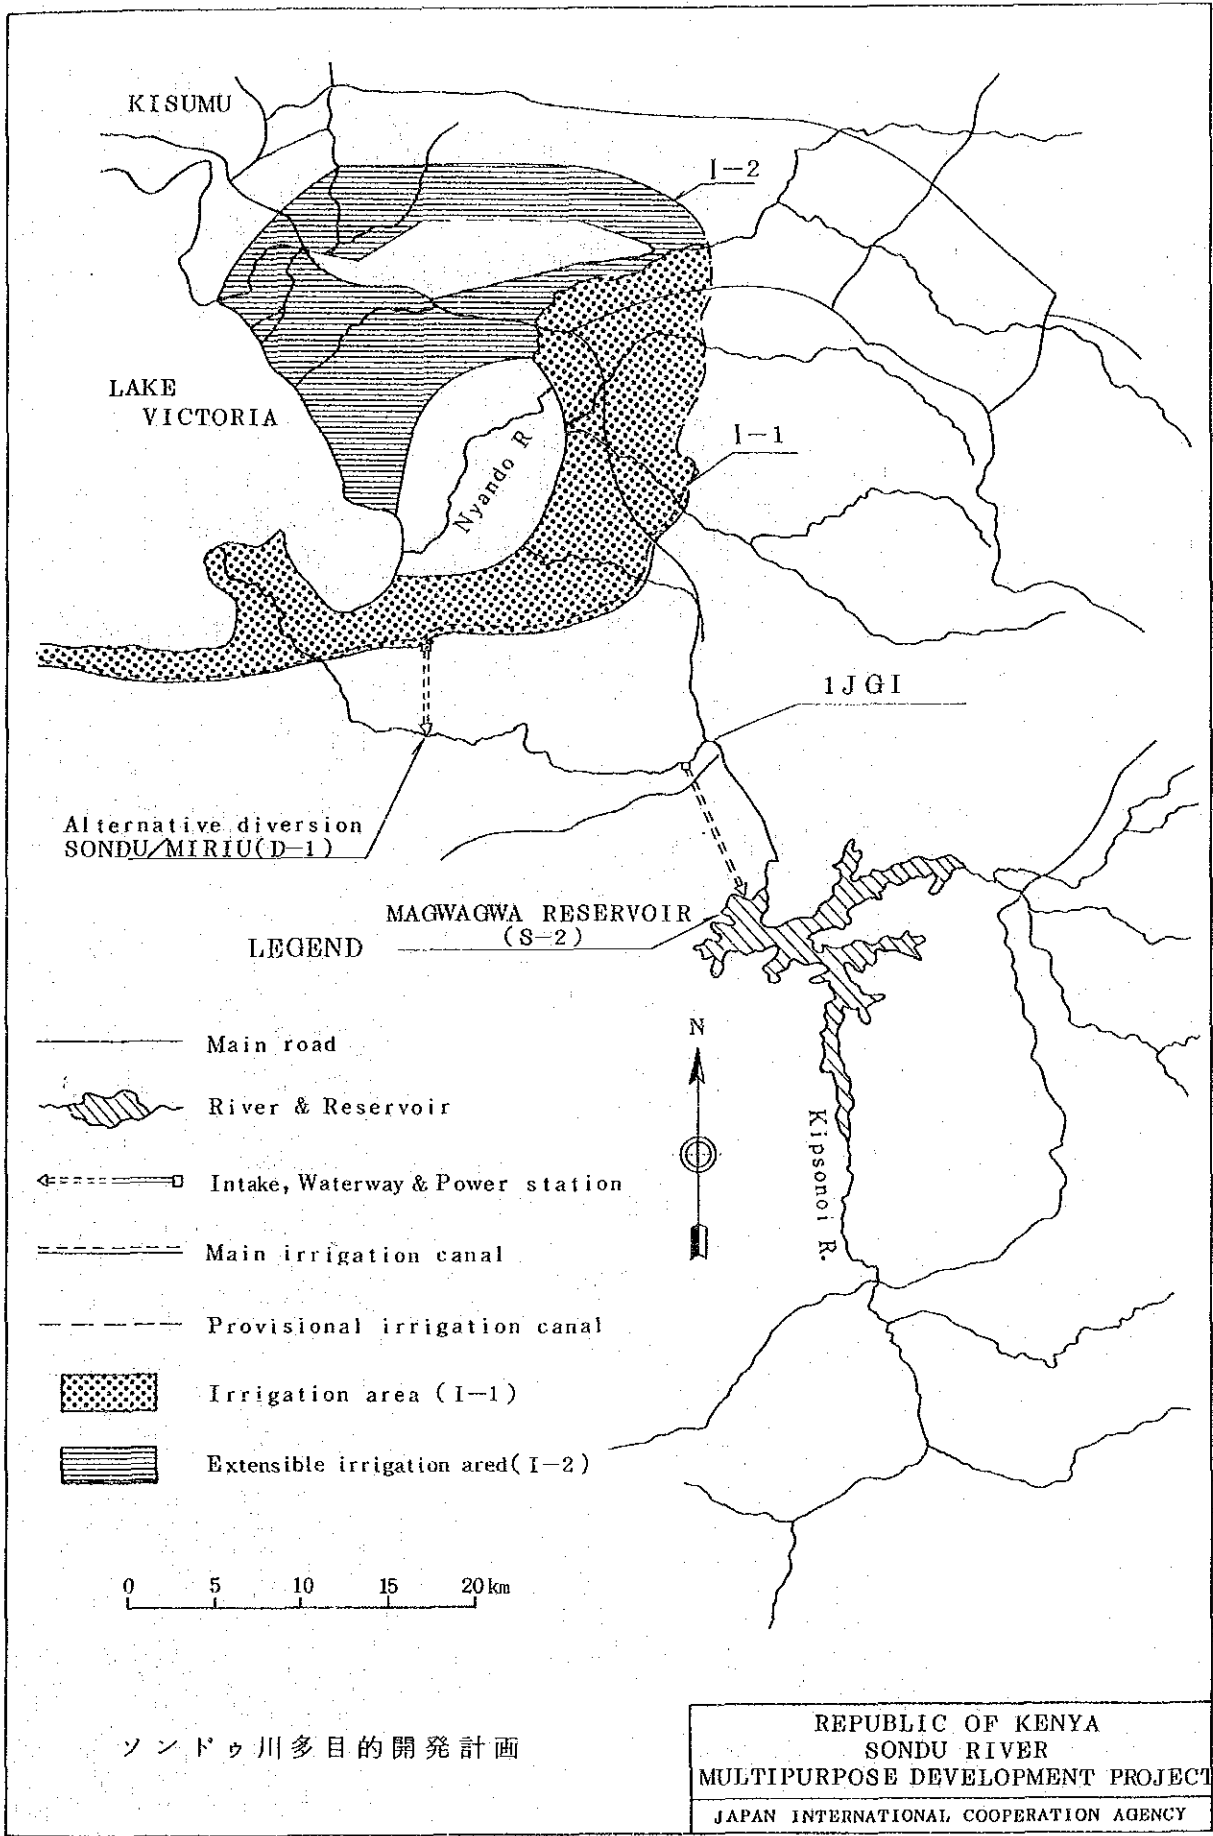 KISUMU
I-2
LAKE
VICTORIA
I-1
Nyando R
1JGI
Alternative diversion
SONDU/MIRIU(D-1)
MAGWAGWA RESERVOIR
(S-2)
LEGEND
N
Main road
River & Reservoir
Kipsonoi R.
Intake, Waterway & Power station
Main irrigation canal
Provisional irrigation canal
Irrigation area (I-1)
Extensible irrigation ared(I-2)
0 5 10 15 20km
ソンドゥ川多目的開発計画
REPUBLIC OF KENYA
SONDU RIVER
MULTIPURPOSE DEVELOPMENT PROJECT
JAPAN INTERNATIONAL COOPERATION AGENCY